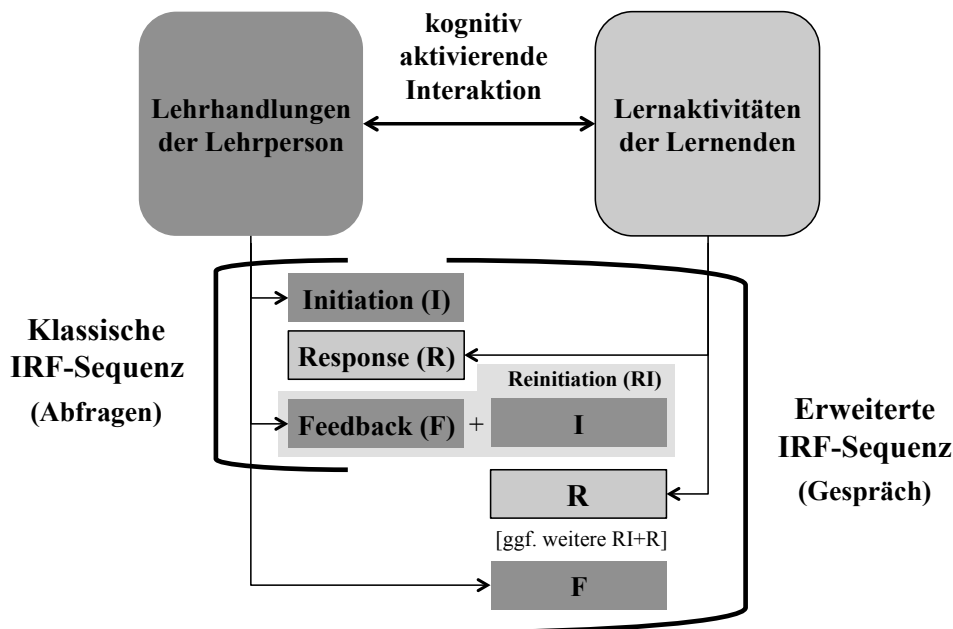 kognitiv
aktivierende
Interaktion
Lehrhandlungen
der Lehrperson
Lernaktivitäten
der Lernenden
Klassische
IRF-Sequenz
(Abfragen)
Initiation (I)
Response (R)
Reinitiation (RI)
Feedback (F) + I
R
[ggf. weitere RI+R]
F
Erweiterte
IRF-Sequenz
(Gespräch)